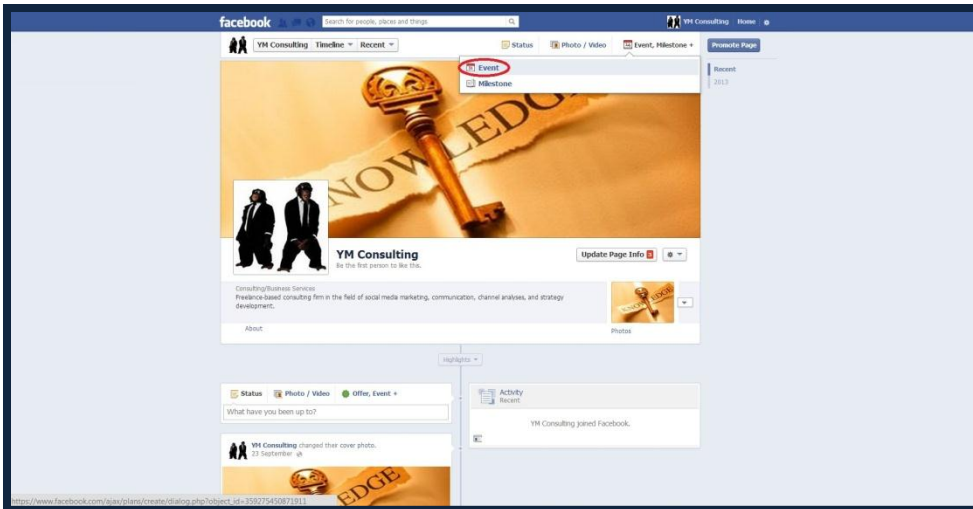 facebook
Search for people, places and things
YM Consulting Home
YM Consulting Timeline Recent
Status Photo / Video Event, Milestone +
Promote Page
Event
Milestone
Recent
2012
KNOWLEDGE
YM Consulting
Be the first person to like this.
Update Page Info 3
Consulting/Business Services
Freelance-based consulting firm in the field of social media marketing, communication, channel analyses, and strategy
development.
About
Photos
Highlights
Status Photo / Video Offer, Event +
What have you been up to?
Activity
Recent
YM Consulting joined Facebook.
YM Consulting changed their cover photo.
23 September
EDGE
https://www.facebook.com/ajax/plans/create/dialog.php?object_id=359275450871911